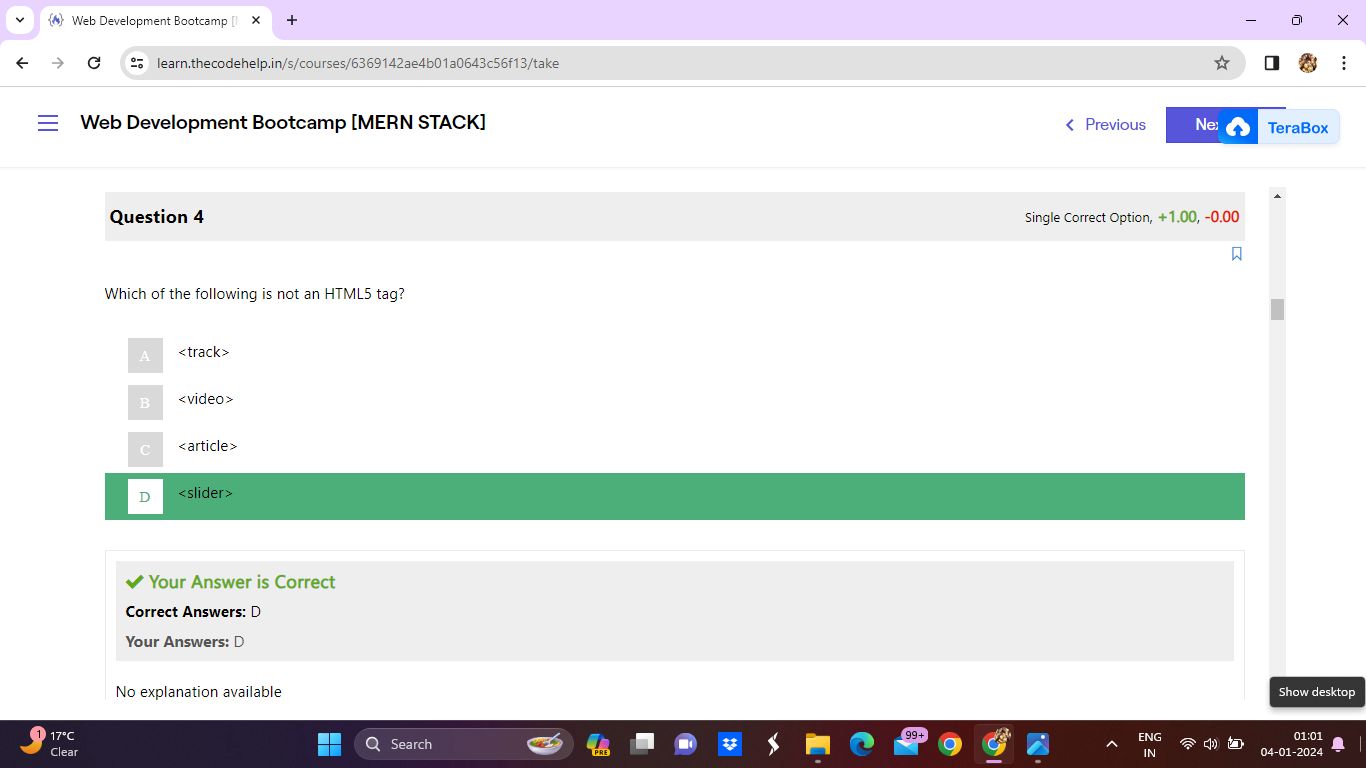 Web Development Bootcamp [
learn.thecodehelp.in/s/courses/6369142ae4b01a0643c56f13/take
Web Development Bootcamp [MERN STACK]
Previous
TeraBox
Question 4
Single Correct Option, +1.00, -0.00
Which of the following is not an HTML5 tag?
A <track>
B <video>
C <article>
D <slider>
Your Answer is Correct
Correct Answers: D
Your Answers: D
No explanation available
Show desktop
1
17°C
Clear
Search
PRE
99+
ENG
IN
01:01
04-01-2024